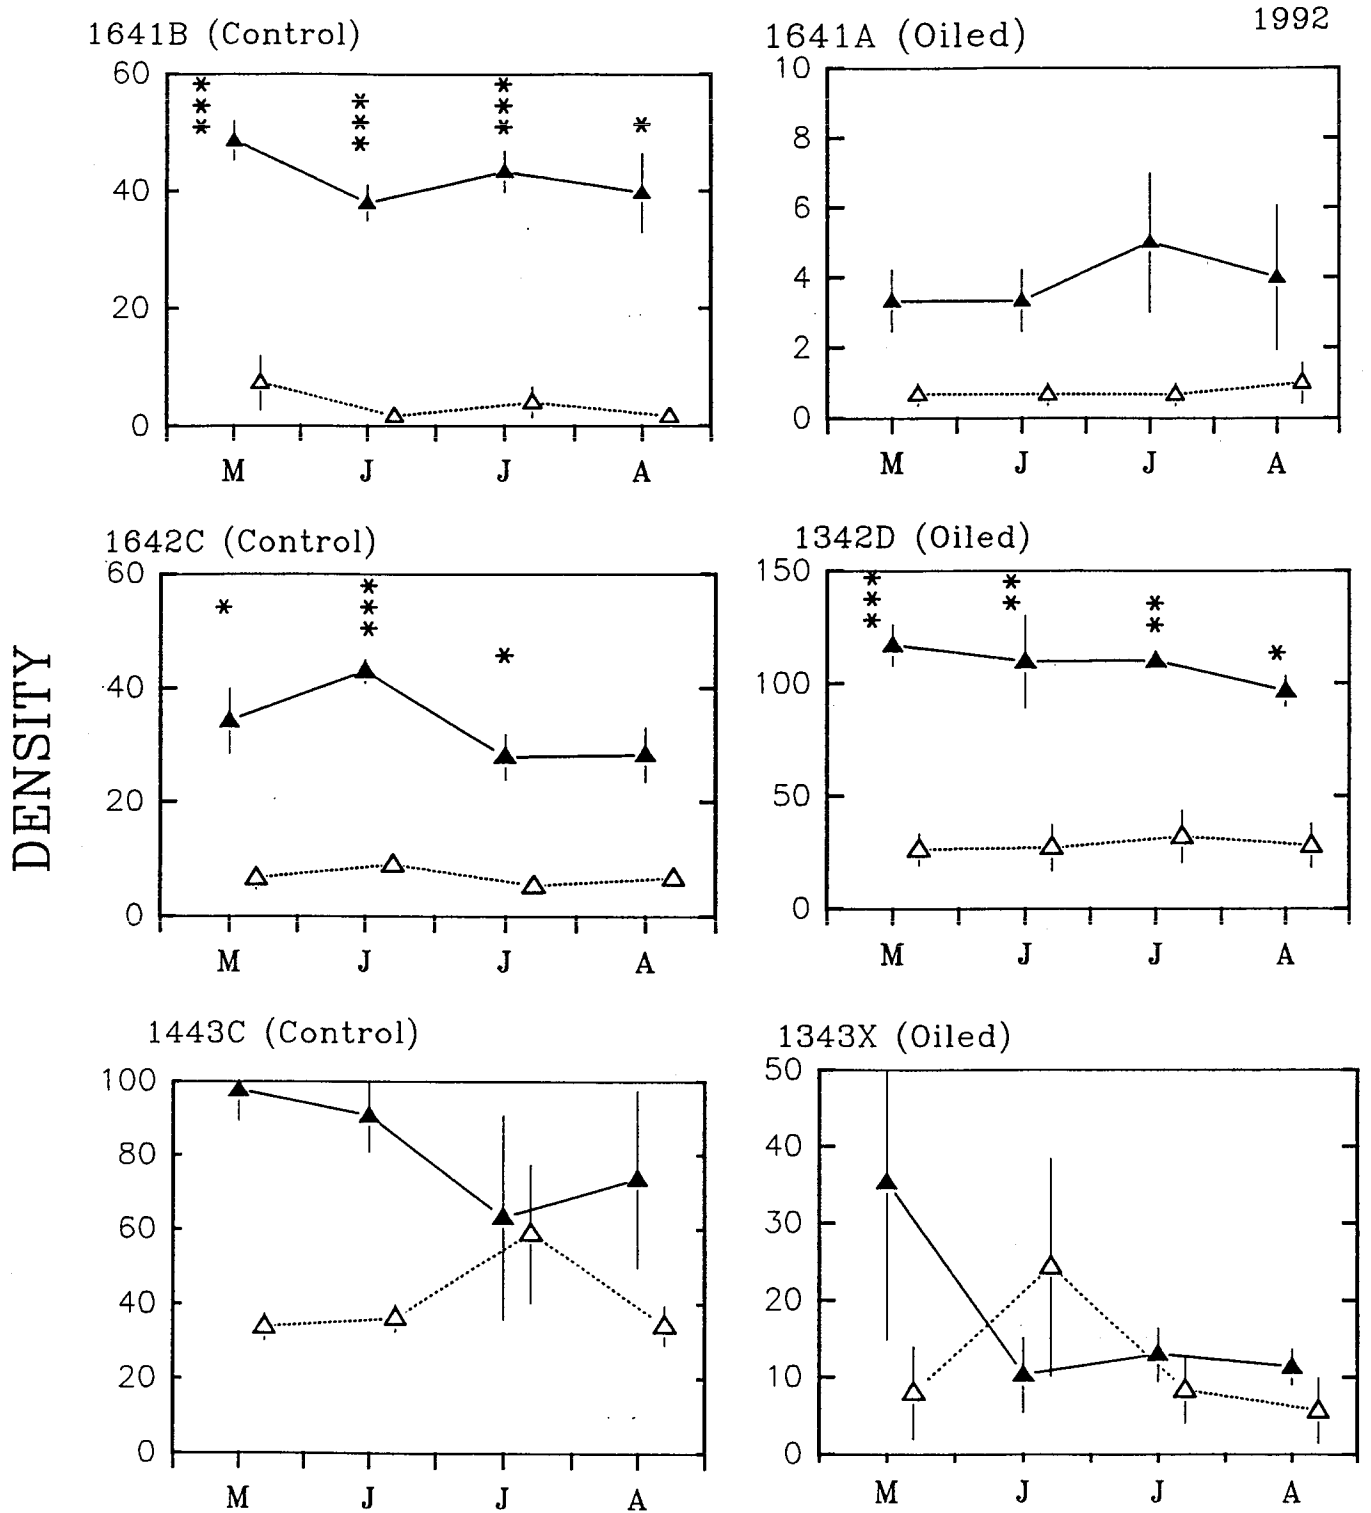 1992
1641B (Control)
60
40
20
0
*** *** *** *
M J J A
1641A (Oiled)
10
8
6
4
2
0
M J J A
1642C (Control)
60
40
20
0
* *** *
M J J A
1342D (Oiled)
150
100
50
0
*** ** ** *
M J J A
1443C (Control)
100
80
60
40
20
0
M J J A
1343X (Oiled)
50
40
30
20
10
0
M J J A
DENSITY